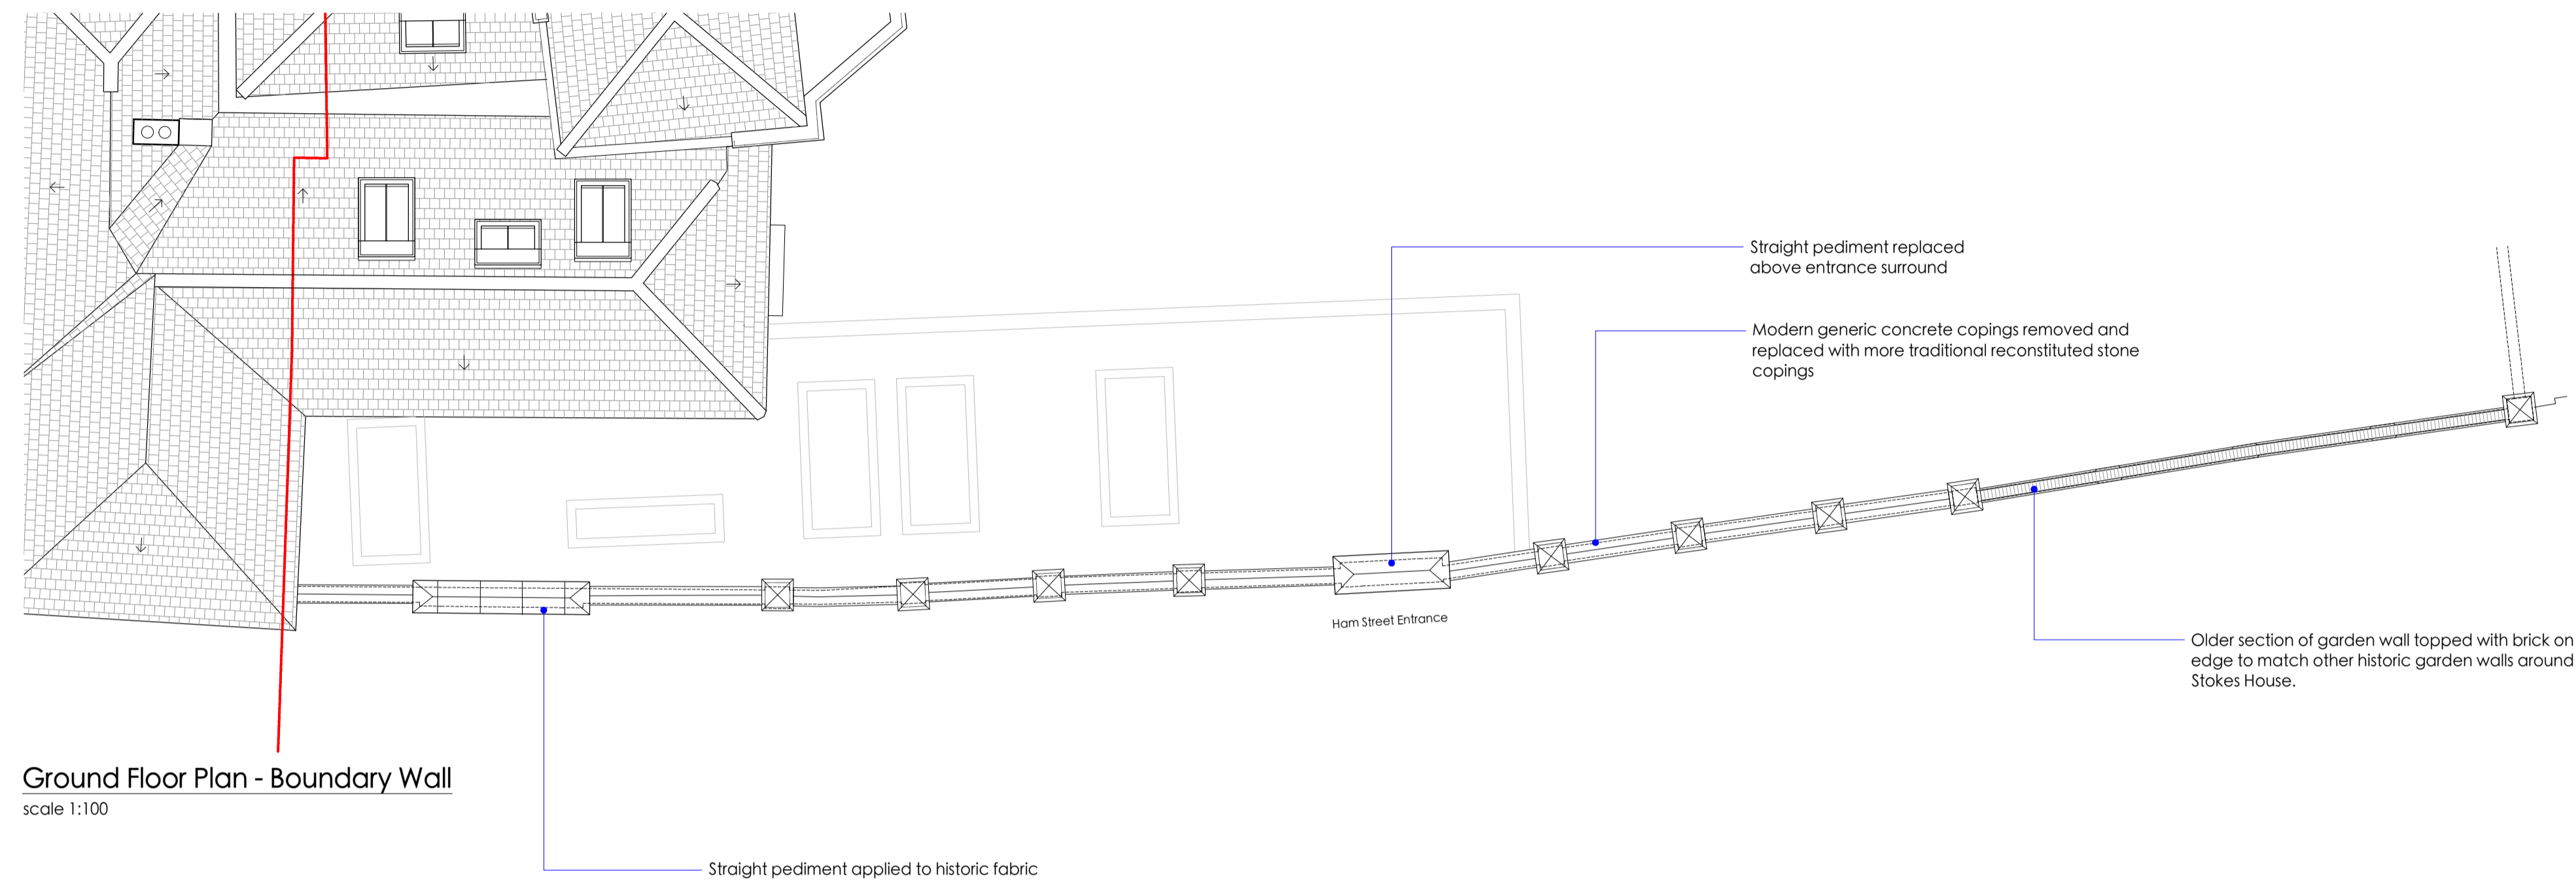 Straight pediment replaced
above entrance surround
Modern generic concrete copings removed and
replaced with more traditional reconstituted stone
copings
Ham Street Entrance
Older section of garden wall topped with brick on
edge to match other historic garden walls around
Stokes House.
Ground Floor Plan - Boundary Wall
scale 1:100
Straight pediment applied to historic fabric